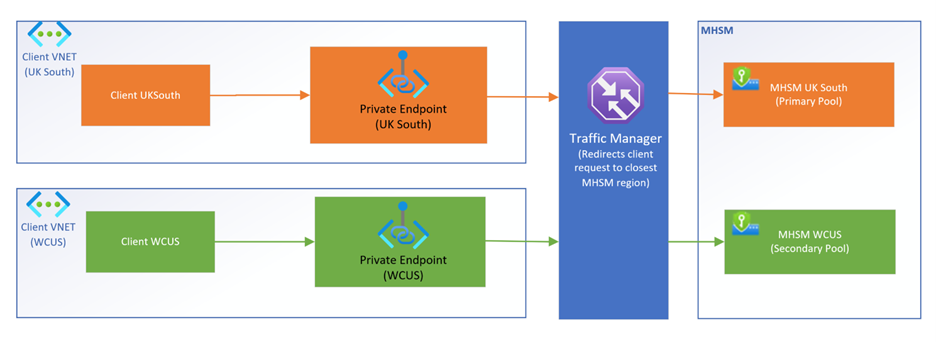 Client VNET
(UK South)
Client UKSouth
Private Endpoint
(UK South)
Client VNET
(WCUS)
Client WCUS
Private Endpoint
(WCUS)
Traffic Manager
(Redirects client
request to closest
MHSM region)
MHSM
MHSM UK South
(Primary Pool)
MHSM WCUS
(Secondary Pool)